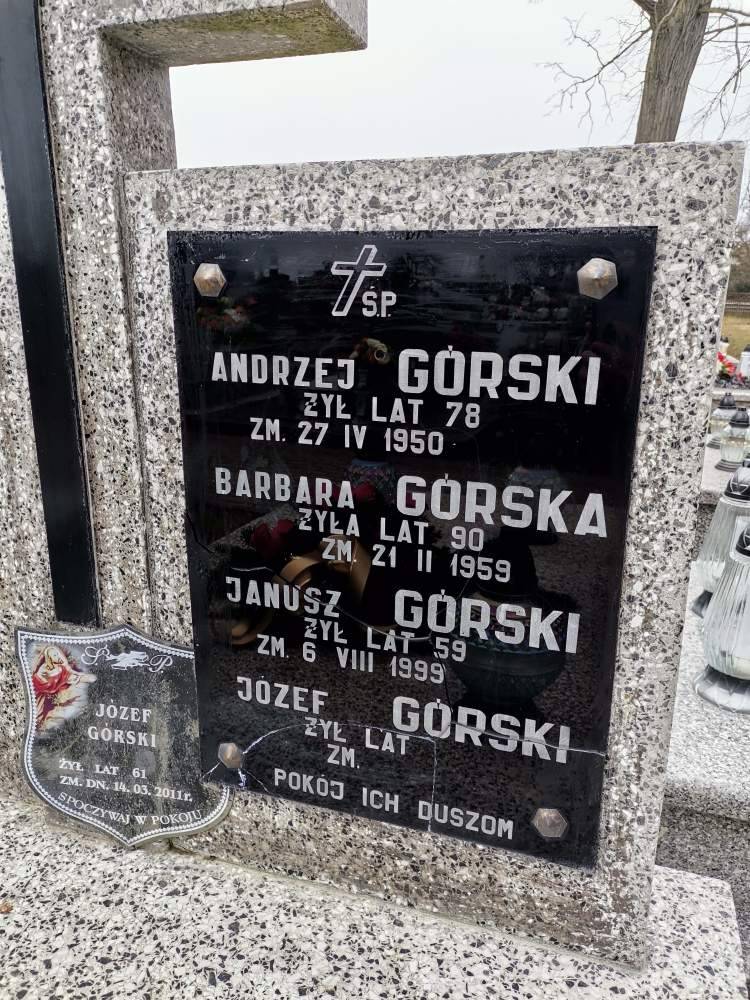 Ś.P.
ANDRZEJ GÓRSKI
ŻYŁ LAT 78
ZM. 27 IV 1950
BARBARA GÓRSKA
ŻYŁA LAT 90
ZM. 21 II 1959
JANUSZ GÓRSKI
ŻYŁ LAT 59
ZM. 6 VIII 1999
JÓZEF GÓRSKI
ŻYŁ LAT
ZM.
POKÓJ ICH DUSZOM
Ś P.
JÓZEF
GÓRSKI
ŻYŁ LAT 61
ZM. DN. 14.03.2011r.
SPOCZYWAJ W POKOJU